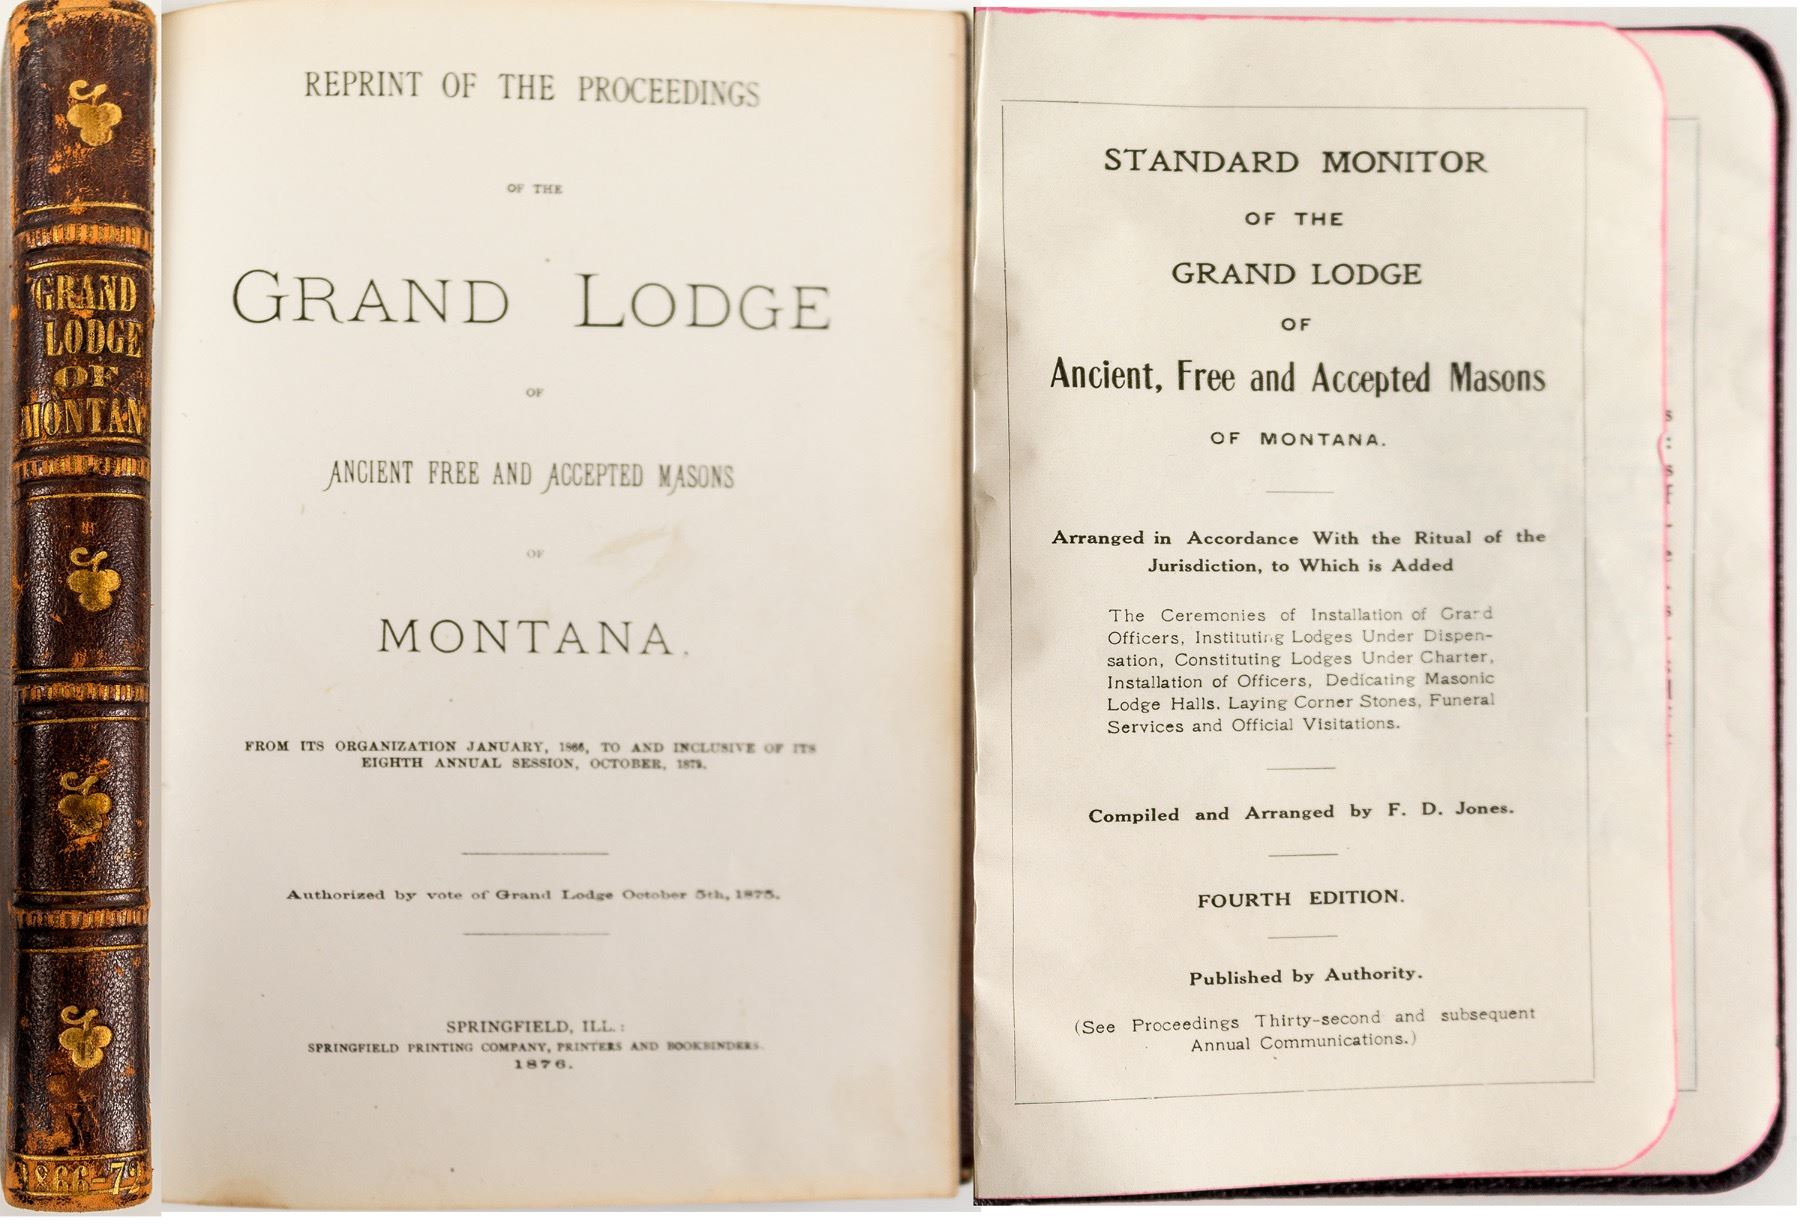 GRAND
LODGE
OF
MONTAN
1866-72
REPRINT OF THE PROCEEDINGS
OF THE
GRAND LODGE
OF
ANCIENT FREE AND ACCEPTED MASONS
OF
MONTANA.
FROM ITS ORGANIZATION JANUARY, 1866, TO AND INCLUSIVE OF ITS
EIGHTH ANNUAL SESSION, OCTOBER,
Authorized by vote of Grand Lodge October 5th, 1875.
SPRINGFIELD, ILL.:
SPRINGFIELD PRINTING COMPANY, PRINTERS AND BOOKBINDERS.
1876.
STANDARD MONITOR
OF THE
GRAND LODGE
OF
Ancient, Free and Accepted Masons
OF MONTANA.
Arranged in Accordance With the Ritual of the
Jurisdiction, to Which is Added
The Ceremonies of Installation of Grand
Officers, Instituting Lodges Under Dispen-
sation, Constituting Lodges Under Charter,
Installation of Officers, Dedicating Masonic
Lodge Halls, Laying Corner Stones, Funeral
Services and Official Visitations.
Compiled and Arranged by F. D. Jones.
FOURTH EDITION.
Published by Authority.
(See Proceedings Thirty-second and subsequent
Annual Communications.)